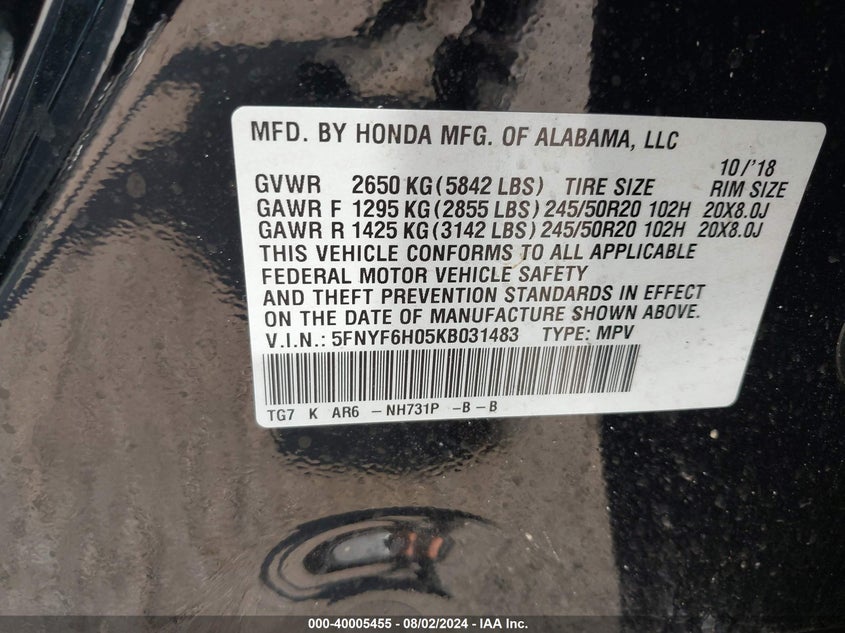 MFD. BY HONDA MFG. OF ALABAMA, LLC
10/'18
GVWR 2650 KG(5842 LBS) TIRE SIZE RIM SIZE
GAWR F 1295 KG(2855 LBS) 245/50R20 102H 20X8.0J
GAWR R 1425 KG(3142 LBS) 245/50R20 102H 20X8.0J
THIS VEHICLE CONFORMS TO ALL APPLICABLE
FEDERAL MOTOR VEHICLE SAFETY
AND THEFT PREVENTION STANDARDS IN EFFECT
ON THE DATE OF MANUFACTURE SHOWN ABOVE.
V.I.N.: 5FNYF6H05KB031483 TYPE: MPV
TG7 K AR6 -NH731P -B-B
000-40005455 - 08/02/2024 - IAA Inc.